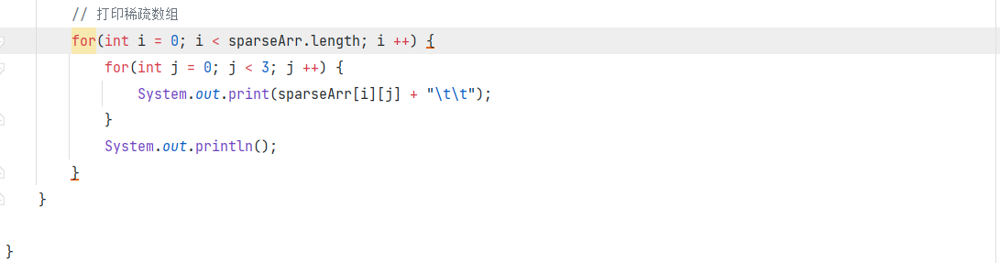 // 打印稀疏数组
for(int i = 0; i < sparseArr.length; i ++) {
for(int j = 0; j < 3; j ++) {
System.out.print(sparseArr[i][j] + "\t\t");
}
System.out.println();
}
}
}